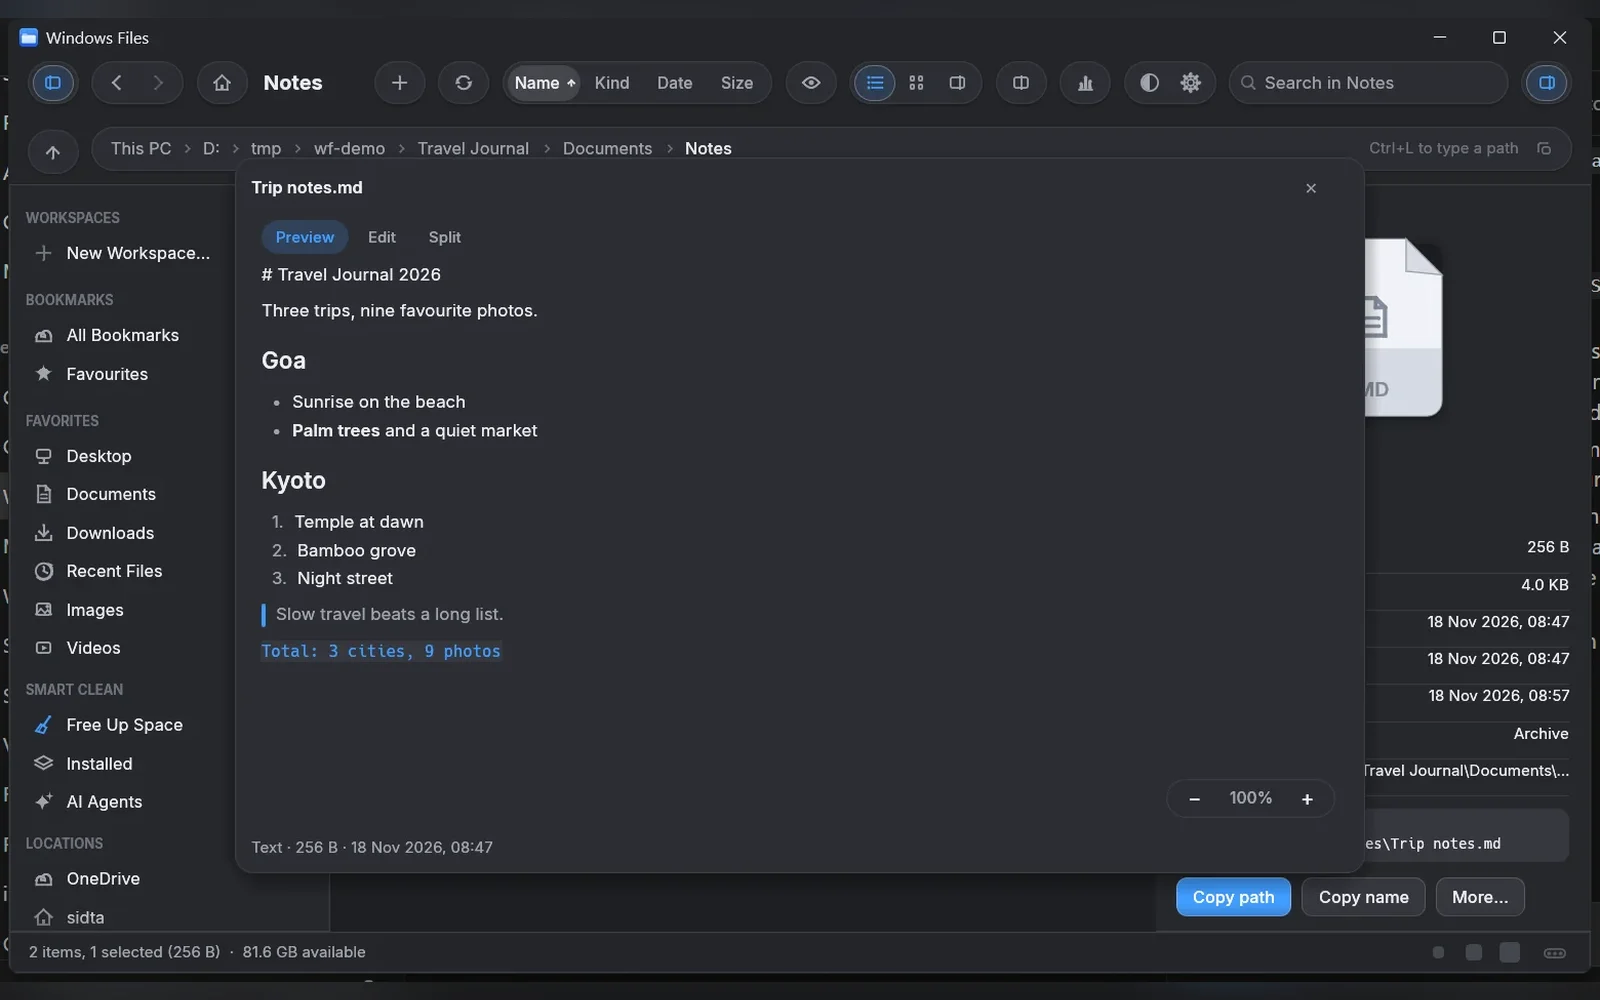 Windows Files
Notes
Name
Kind
Date
Size
Search in Notes
This PC > D: > tmp > wf-demo > Travel Journal > Documents > Notes
Ctrl+L to type a path
WORKSPACES
New Workspace...
BOOKMARKS
All Bookmarks
Favourites
FAVORITES
Desktop
Documents
Downloads
Recent Files
Images
Videos
SMART CLEAN
Free Up Space
Installed
AI Agents
LOCATIONS
OneDrive
sidta
Trip notes.md
Preview
Edit
Split
# Travel Journal 2026
Three trips, nine favourite photos.
Goa
• Sunrise on the beach
• Palm trees and a quiet market
Kyoto
1. Temple at dawn
2. Bamboo grove
3. Night street
Slow travel beats a long list.
Total: 3 cities, 9 photos
100%
Text · 256 B · 18 Nov 2026, 08:47
MD
256 B
4.0 KB
18 Nov 2026, 08:47
18 Nov 2026, 08:47
18 Nov 2026, 08:57
Archive
Travel Journal\Documents\...
es\Trip notes.md
Copy path
Copy name
More...
2 items, 1 selected (256 B) · 81.6 GB available